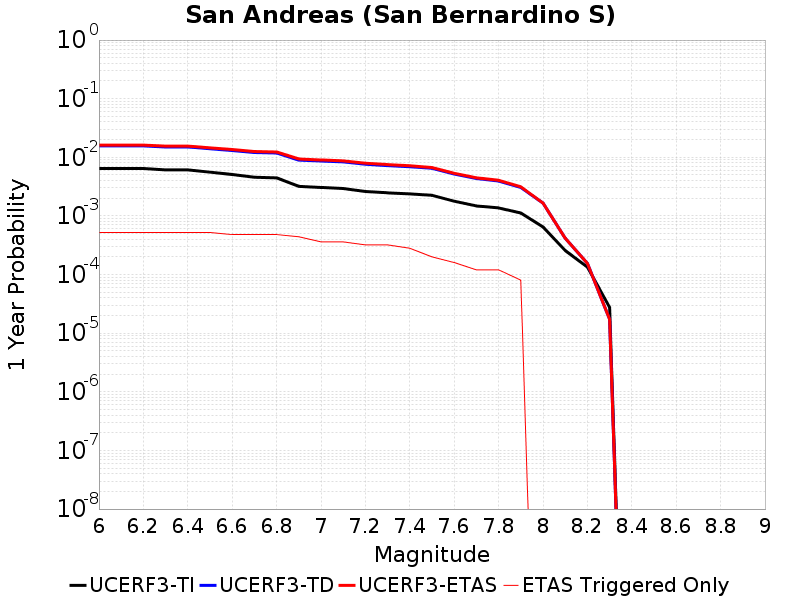 San Andreas (San Bernardino S)
10^0
10^-1
10^-2
10^-3
10^-4
10^-5
10^-6
10^-7
10^-8
1 Year Probability
6 6.2 6.4 6.6 6.8 7 7.2 7.4 7.6 7.8 8 8.2 8.4 8.6 8.8 9
Magnitude
UCERF3-TI UCERF3-TD UCERF3-ETAS ETAS Triggered Only